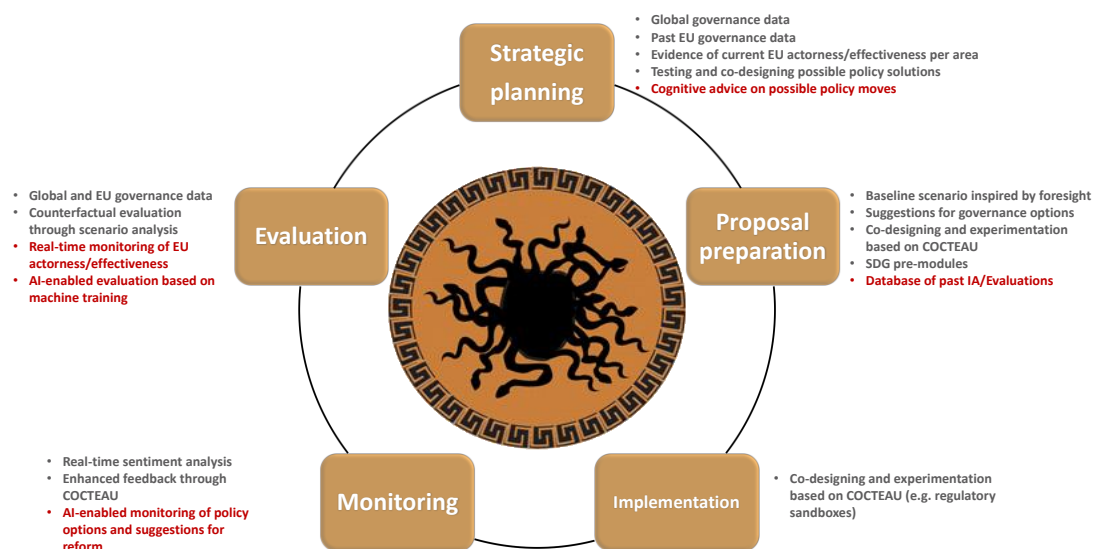 Strategic
planning
• Global governance data
• Past EU governance data
• Evidence of current EU actorness/effectiveness per area
• Testing and co-designing possible policy solutions
• Cognitive advice on possible policy moves
Proposal
preparation
• Baseline scenario inspired by foresight
• Suggestions for governance options
• Co-designing and experimentation
based on COCTEAU
• SDG pre-modules
• Database of past IA/Evaluations
Implementation
• Co-designing and experimentation
based on COCTEAU (e.g. regulatory
sandboxes)
Monitoring
• Real-time sentiment analysis
• Enhanced feedback through
COCTEAU
• AI-enabled monitoring of policy
options and suggestions for
reform
Evaluation
• Global and EU governance data
• Counterfactual evaluation
through scenario analysis
• Real-time monitoring of EU
actorness/effectiveness
• AI-enabled evaluation based on
machine training